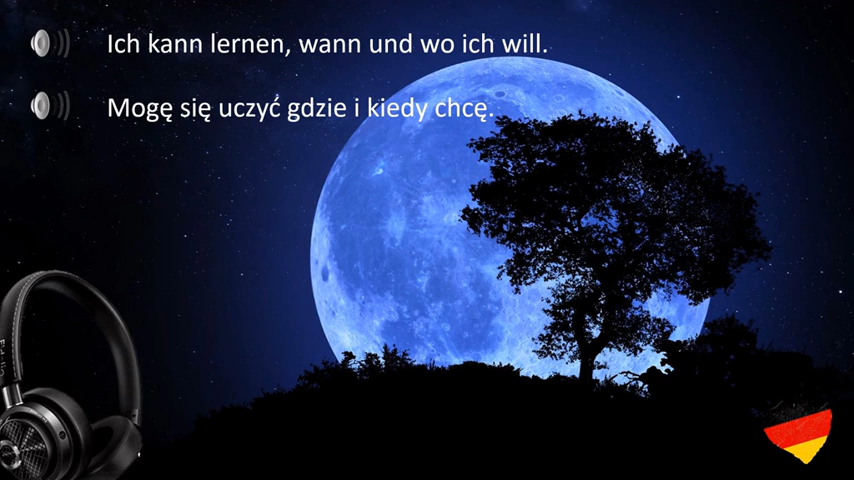 Ich kann lernen, wann und wo ich will.
Mogę się uczyć gdzie i kiedy chcę.